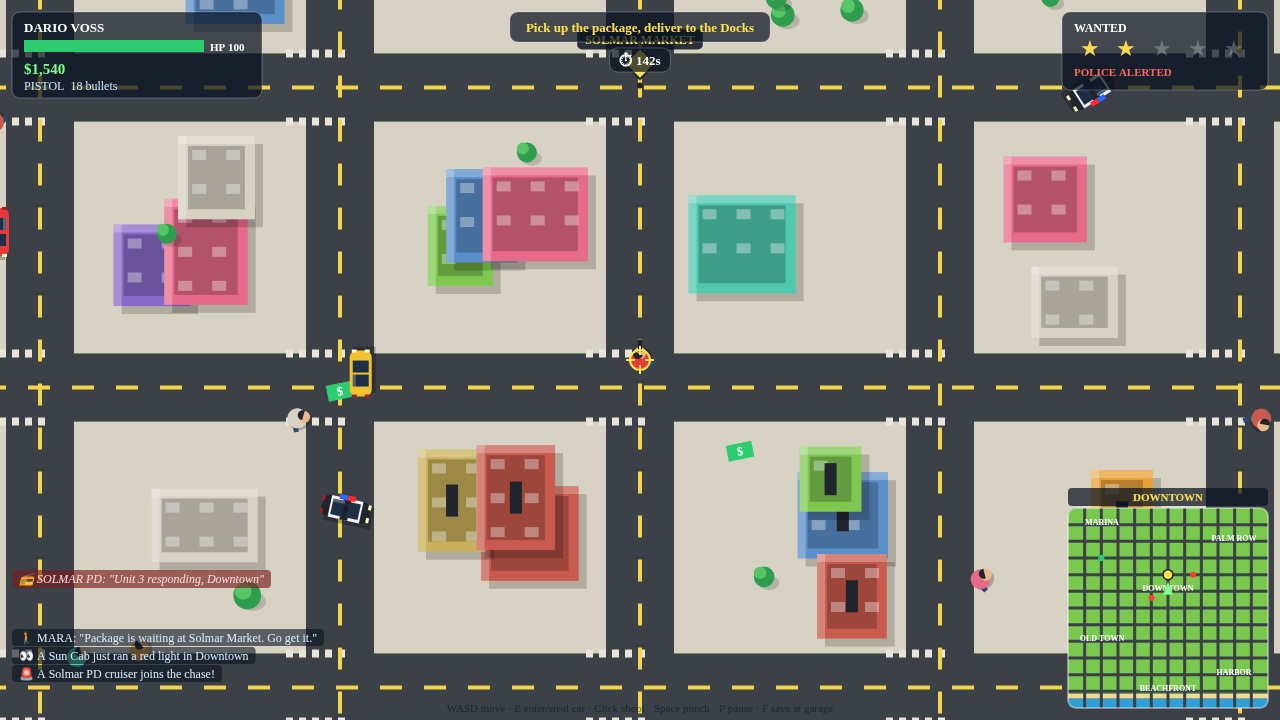 DARIO VOSS
HP 100
$1,540
PISTOL 18 bullets
Pick up the package, deliver to the Docks
SOLMAR MARKET
⏱ 142s
WANTED
★ ★ ★ ★ ★
POLICE ALERTED
$
$
SOLMAR PD: "Unit 3 responding, Downtown"
MARA: "Package is waiting at Solmar Market. Go get it."
A Sun Cab just ran a red light in Downtown
A Solmar PD cruiser joins the chase!
DOWNTOWN
MARINA
PALM ROW
DOWNTOWN
OLD TOWN
HARBOR
BEACHFRONT
WASD move · E enter/steal car · Click shoot · Space punch · P pause · F save at garage